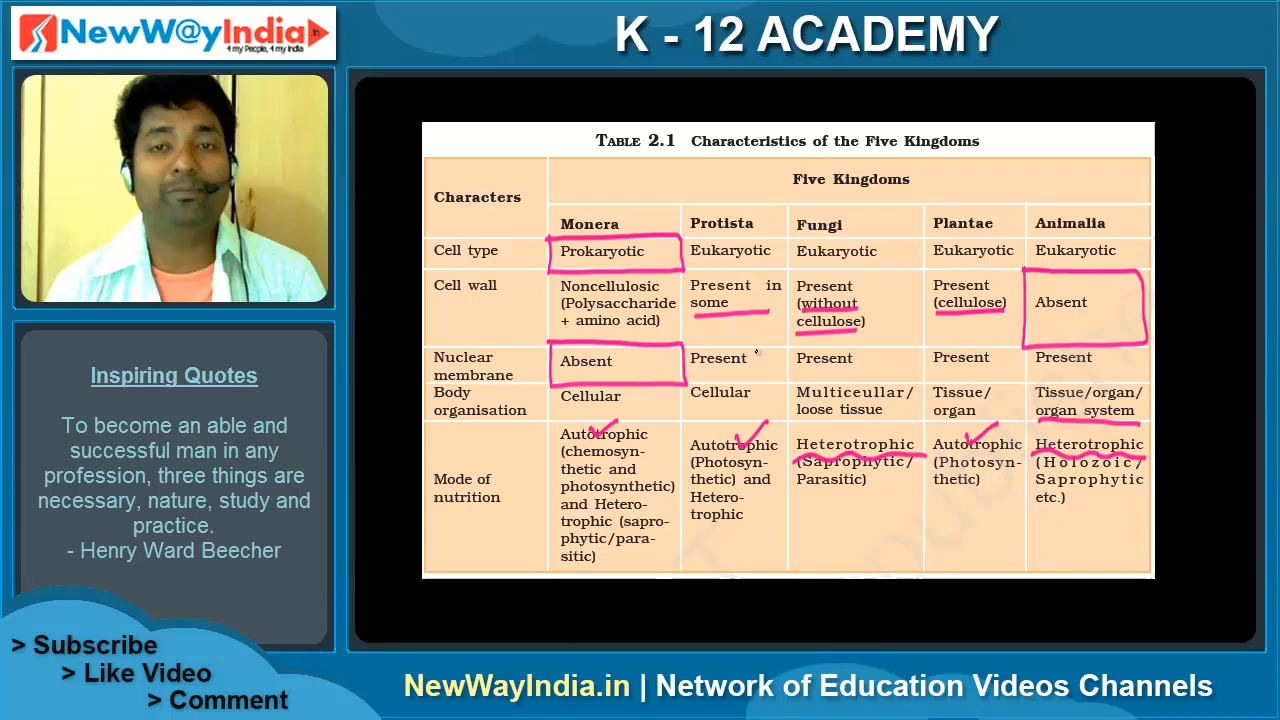 NewW@yIndia.in
4 my People, 4 my India
K - 12 ACADEMY
Inspiring Quotes
To become an able and
successful man in any
profession, three things are
necessary, nature, study and
practice.
- Henry Ward Beecher
TABLE 2.1 Characteristics of the Five Kingdoms
Characters
Five Kingdoms
Monera Protista Fungi Plantae Animalia
Cell type Prokaryotic Eukaryotic Eukaryotic Eukaryotic Eukaryotic
Cell wall
Noncellulosic
(Polysaccharide
+ amino acid)
Present in
some
Present
(without
cellulose)
Present
(cellulose)
Absent
Nuclear
membrane
Absent
Present
Present
Present
Present
Body
organisation
Cellular
Cellular
Multiceullar/
loose tissue
Tissue/
organ
Tissue/organ/
organ system
Mode of
nutrition
Autotrophic
(chemosyn-
thetic and
photosynthetic)
and Hetero-
trophic (sapro-
phytic/para-
sitic)
Autotrophic
(Photosyn-
thetic) and
Hetero-
trophic
Heterotrophic
(Saprophytic/
Parasitic)
Autotrophic
(Photosyn-
thetic)
Heterotrophic
(Holozoic/
Saprophytic
etc.)
> Subscribe
> Like Video
> Comment
NewWayIndia.in | Network of Education Videos Channels